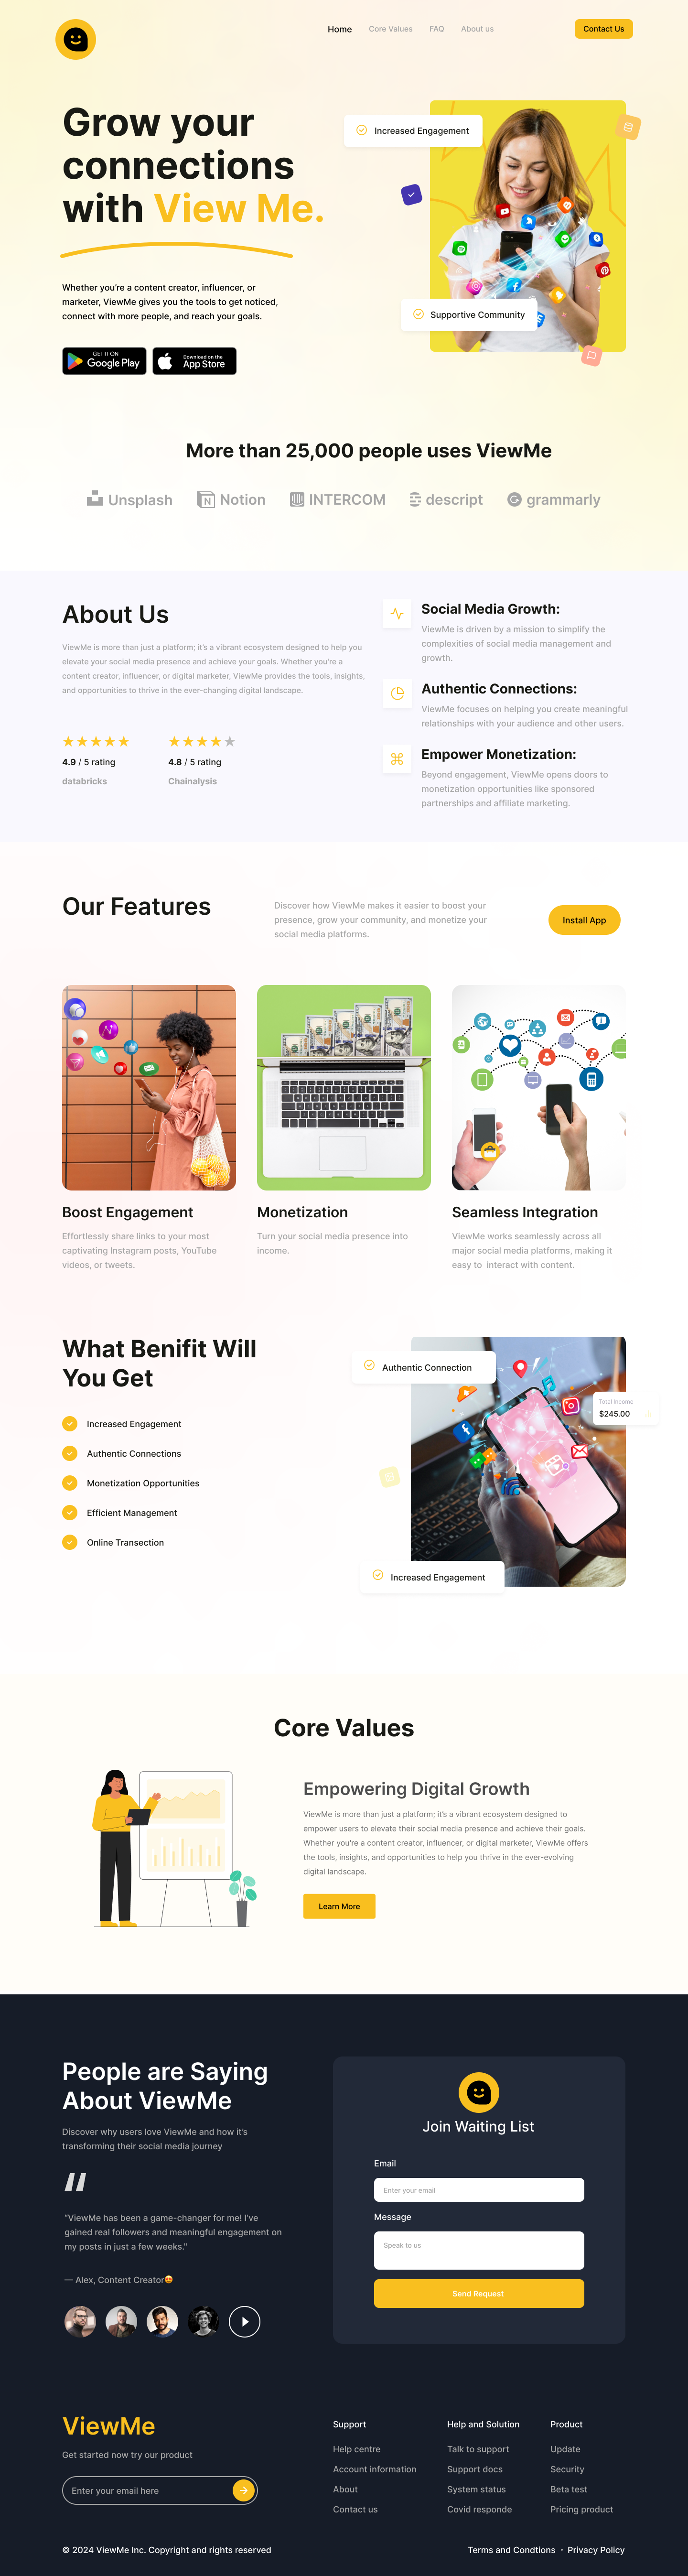 Home
Core Values
FAQ
About us
Contact Us
Grow your
connections
with View Me.
Increased Engagement
Supportive Community
Whether you're a content creator, influencer, or
marketer, ViewMe gives you the tools to get noticed,
connect with more people, and reach your goals.
GET IT ON
Google Play
Download on the
App Store
More than 25,000 people uses ViewMe
Unsplash
Notion
INTERCOM
descript
grammarly
About Us
ViewMe is more than just a platform; it's a vibrant ecosystem designed to help you
elevate your social media presence and achieve your goals. Whether you're a
content creator, influencer, or digital marketer, ViewMe provides the tools, insights,
and opportunities to thrive in the ever-changing digital landscape.
4.9 / 5 rating
databricks
4.8 / 5 rating
Chainalysis
Social Media Growth:
ViewMe is driven by a mission to simplify the
complexities of social media management and
growth.
Authentic Connections:
ViewMe focuses on helping you create meaningful
relationships with your audience and other users.
Empower Monetization:
Beyond engagement, ViewMe opens doors to
monetization opportunities like sponsored
partnerships and affiliate marketing.
Our Features
Discover how ViewMe makes it easier to boost your
presence, grow your community, and monetize your
social media platforms.
Install App
Boost Engagement
Effortlessly share links to your most
captivating Instagram posts, YouTube
videos, or tweets.
Monetization
Turn your social media presence into
income.
Seamless Integration
ViewMe works seamlessly across all
major social media platforms, making it
easy to  interact with content.
What Benifit Will
You Get
Increased Engagement
Authentic Connections
Monetization Opportunities
Efficient Management
Online Transection
Authentic Connection
Total Income
$245.00
Increased Engagement
Core Values
Empowering Digital Growth
ViewMe is more than just a platform; it's a vibrant ecosystem designed to
empower users to elevate their social media presence and achieve their goals.
Whether you're a content creator, influencer, or digital marketer, ViewMe offers
the tools, insights, and opportunities to help you thrive in the ever-evolving
digital landscape.
Learn More
People are Saying
About ViewMe
Discover why users love ViewMe and how it's
transforming their social media journey
"ViewMe has been a game-changer for me! I've
gained real followers and meaningful engagement on
my posts in just a few weeks."
— Alex, Content Creator😍
Join Waiting List
Email
Enter your email
Message
Speak to us
Send Request
ViewMe
Get started now try our product
Enter your email here
Support
Help centre
Account information
About
Contact us
Help and Solution
Talk to support
Support docs
System status
Covid responde
Product
Update
Security
Beta test
Pricing product
© 2024 ViewMe Inc. Copyright and rights reserved
Terms and Condtions • Privacy Policy